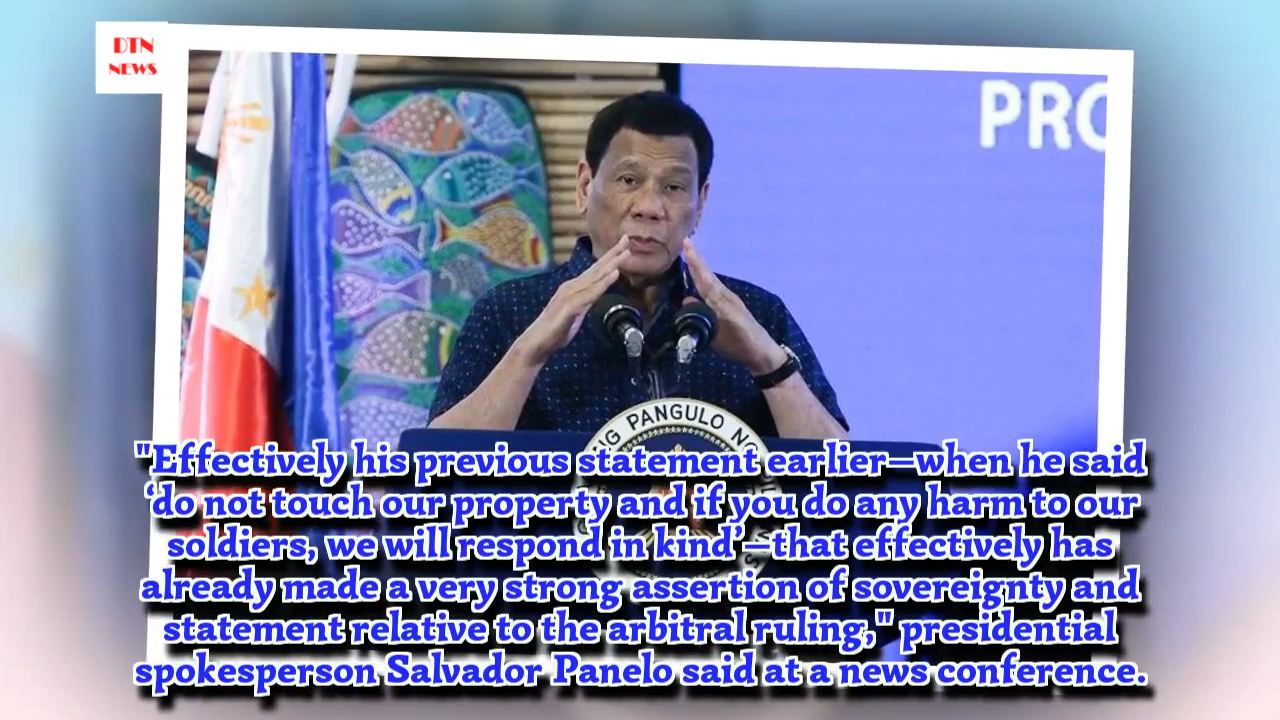 DTN
NEWS
PRO
NG PANGULO NG
"Effectively his previous statement earlier—when he said
‘do not touch our property and if you do any harm to our
soldiers, we will respond in kind’—that effectively has
already made a very strong assertion of sovereignty and
statement relative to the arbitral ruling," presidential
spokesperson Salvador Panelo said at a news conference.